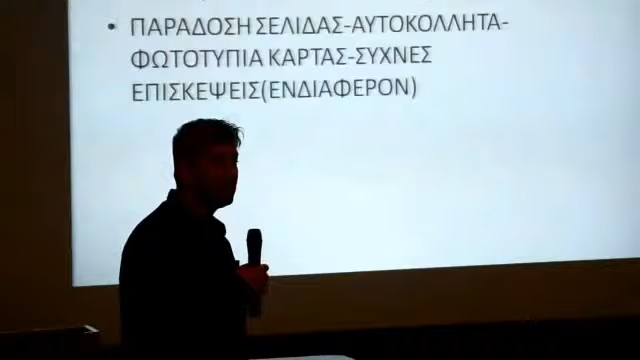 • ΠΑΡΑΔΟΣΗ ΣΕΛΙΔΑΣ-ΑΥΤΟΚΟΛΛΗΤΑ-
ΦΩΤΟΤΥΠΙΑ ΚΑΡΤΑΣ-ΣΥΧΝΕΣ
ΕΠΙΣΚΕΨΕΙΣ(ΕΝΔΙΑΦΕΡΟΝ)